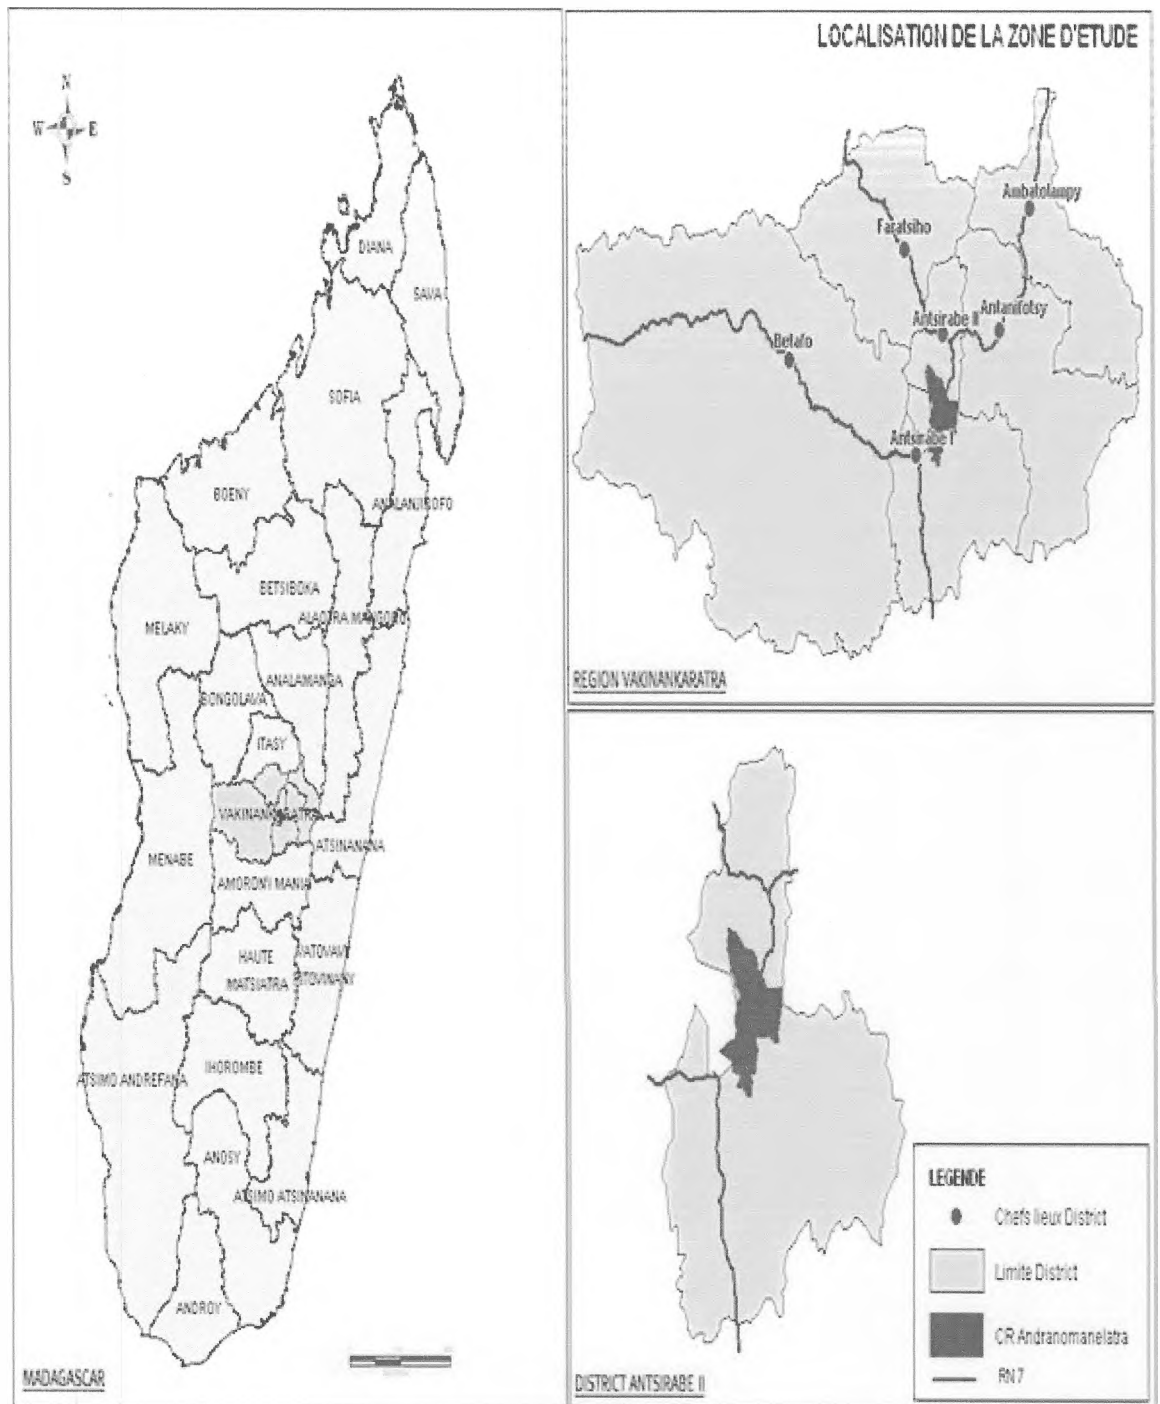 LOCALISATION DE LA ZONE D'ETUDE
N
W E
S
DIANA
SAVA
SOFIA
BOENY
ANALANJIROFO
BETSIBOKA
ALAOTRA MANGORO
MELAKY
ANALAMANGA
BONGOLAVA
ITASY
VAKINANKARATRA
ATSINANANA
MENABE
AMORON'I MANIA
HAUTE
MATSIATRA
VATOVAVY
FITOVINANY
IHOROMBE
ATSIMO ANDREFANA
ANOSY
ATSIMO ATSINANANA
ANDROY
MADAGASCAR
Ambatolampy
Faratsiho
Antanifotsy
Antsirabe II
Betafo
Antsirabe I
REGION VAKINANKARATRA
LEGENDE
Chefs lieux District
Limite District
CR Andranomanelatra
RN 7
DISTRICT ANTSIRABE II